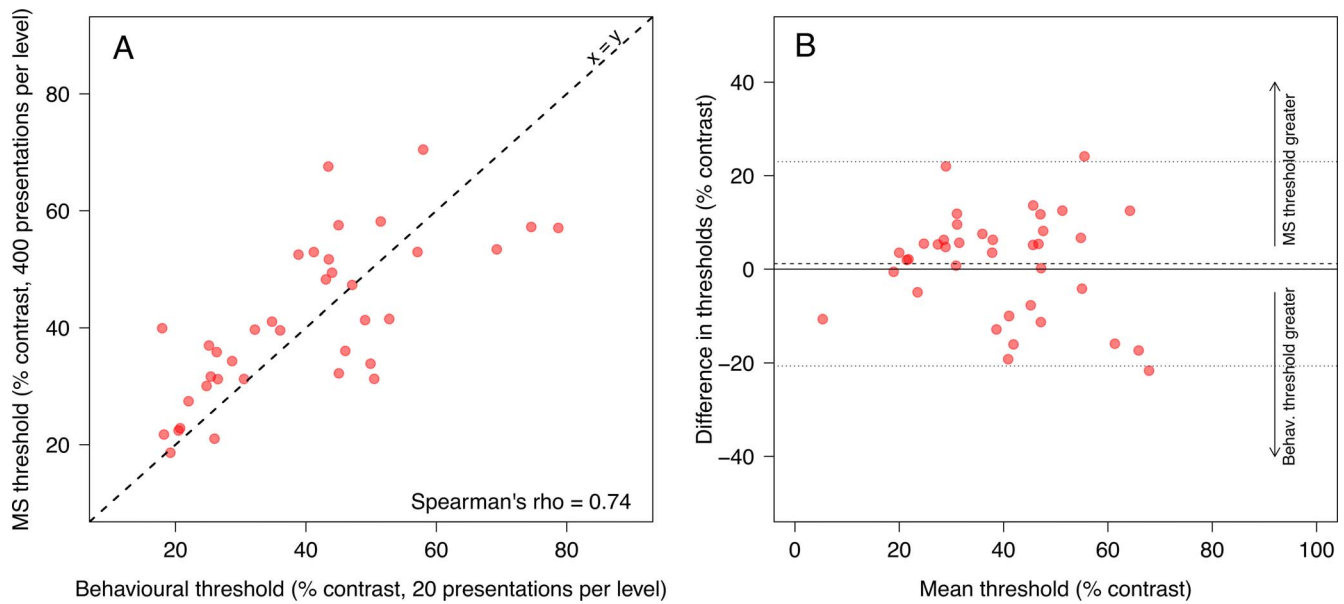 A
x = y
MS threshold (% contrast, 400 presentations per level)
80
60
40
20
Spearman's rho = 0.74
20 40 60 80
Behavioural threshold (% contrast, 20 presentations per level)
B
Difference in thresholds (% contrast)
40
20
0
−20
−40
MS threshold greater
Behav. threshold greater
0 20 40 60 80 100
Mean threshold (% contrast)